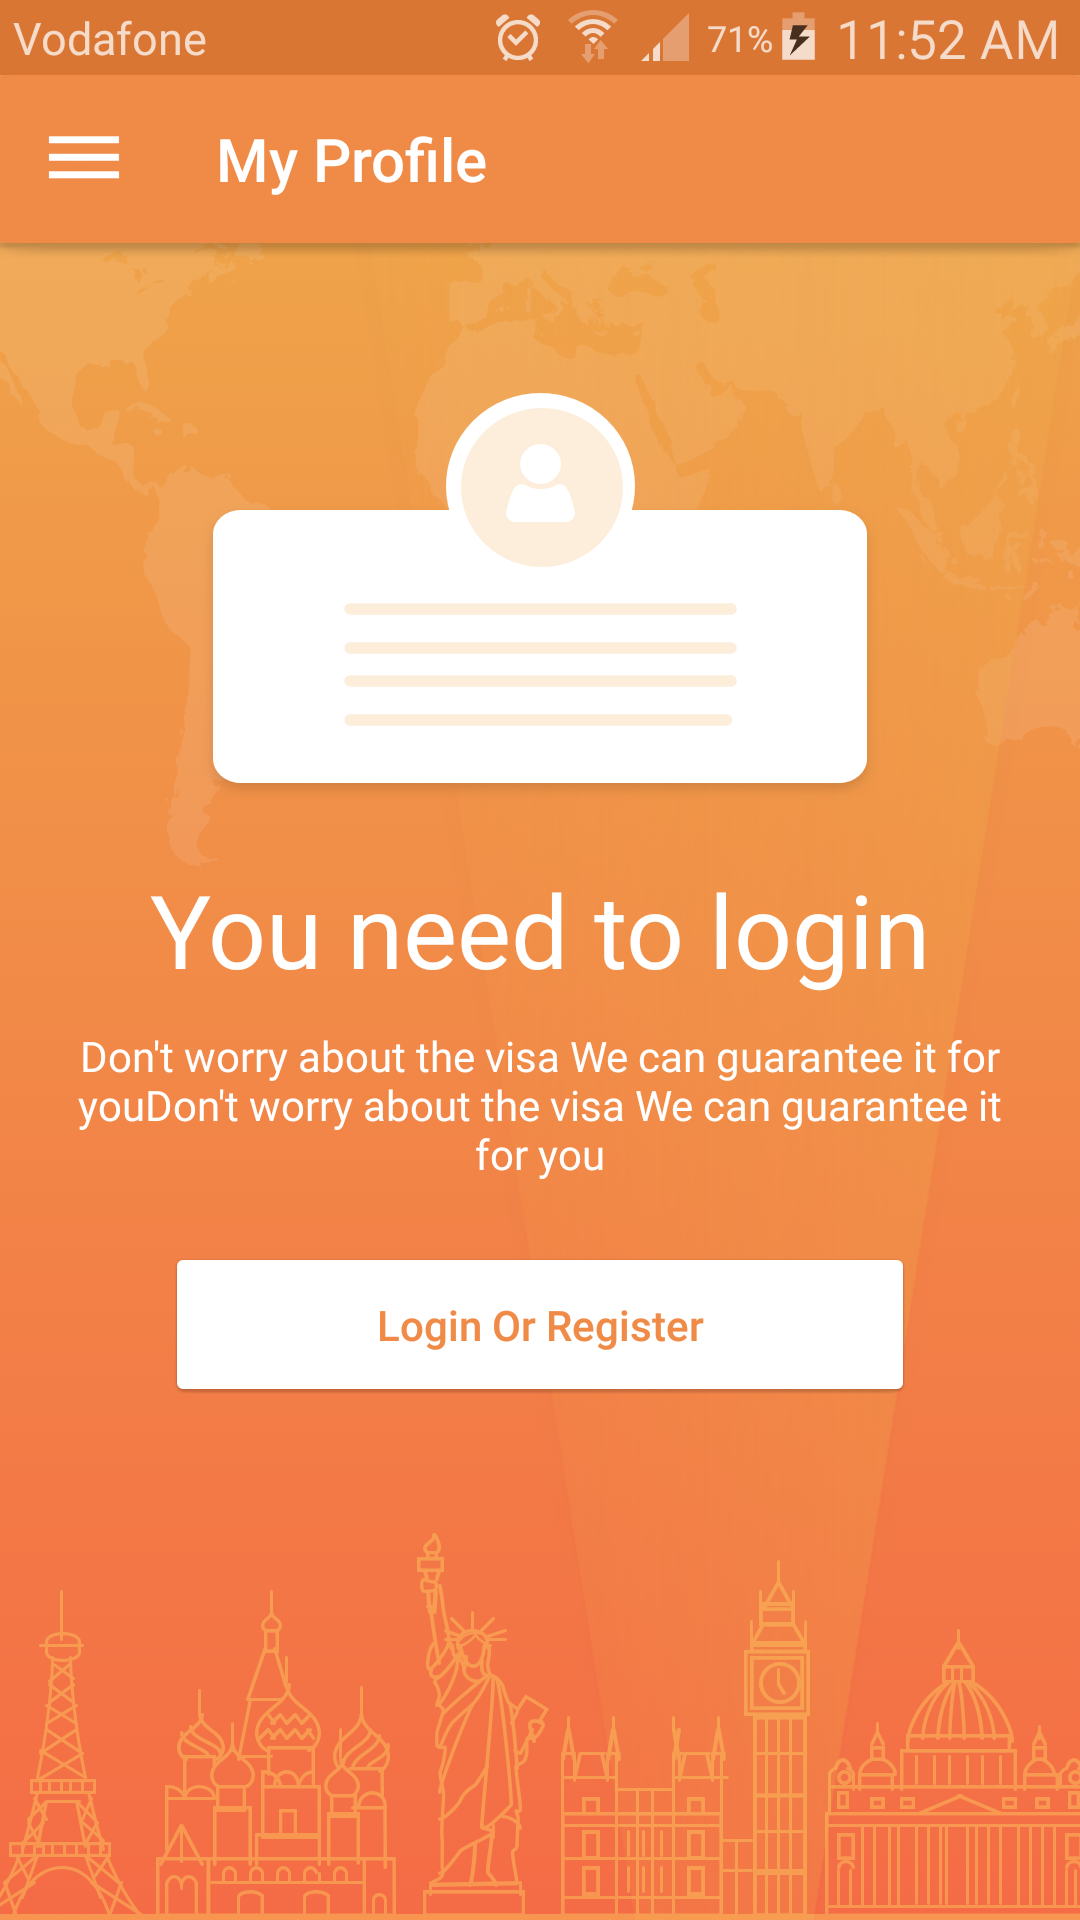 Vodafone 71% 11:52 AM
My Profile
You need to login
Don't worry about the visa We can guarantee it for
youDon't worry about the visa We can guarantee it
for you
Login Or Register